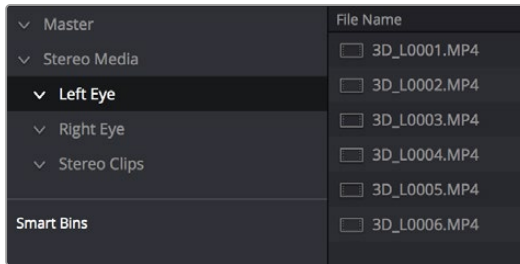 Master
Stereo Media
Left Eye
Right Eye
Stereo Clips
Smart Bins
File Name
3D_L0001.MP4
3D_L0002.MP4
3D_L0003.MP4
3D_L0004.MP4
3D_L0005.MP4
3D_L0006.MP4